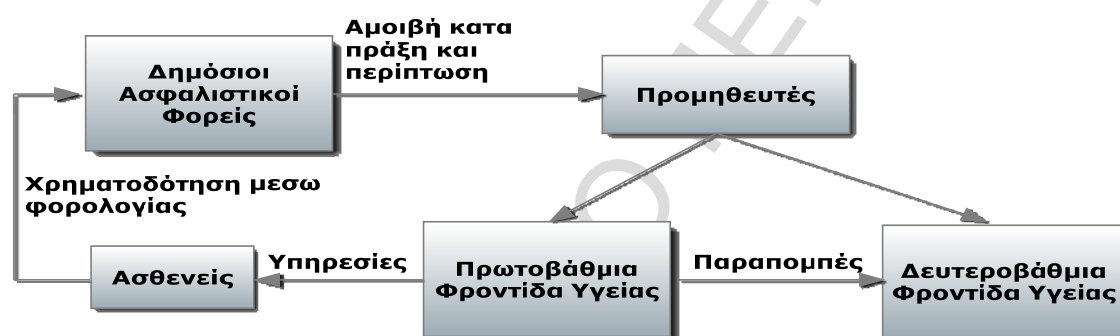 Αμοιβή κατα
πράξη και
περίπτωση
Δημόσιοι
Ασφαλιστικοί
Φορείς
Προμηθευτές
Χρηματοδότηση μεσω
φορολογίας
Ασθενείς
Υπηρεσίες
Πρωτοβάθμια
Φροντίδα Υγείας
Παραπομπές
Δευτεροβάθμια
Φροντίδα Υγείας